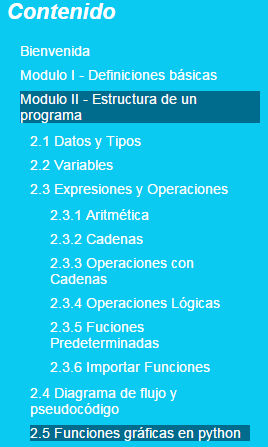 Contenido
Bienvenida
Modulo I - Definiciones básicas
Modulo II - Estructura de un
programa
2.1 Datos y Tipos
2.2 Variables
2.3 Expresiones y Operaciones
2.3.1 Aritmética
2.3.2 Cadenas
2.3.3 Operaciones con
Cadenas
2.3.4 Operaciones Lógicas
2.3.5 Fuciones
Predeterminadas
2.3.6 Importar Funciones
2.4 Diagrama de flujo y
pseudocódigo
2.5 Funciones gráficas en python